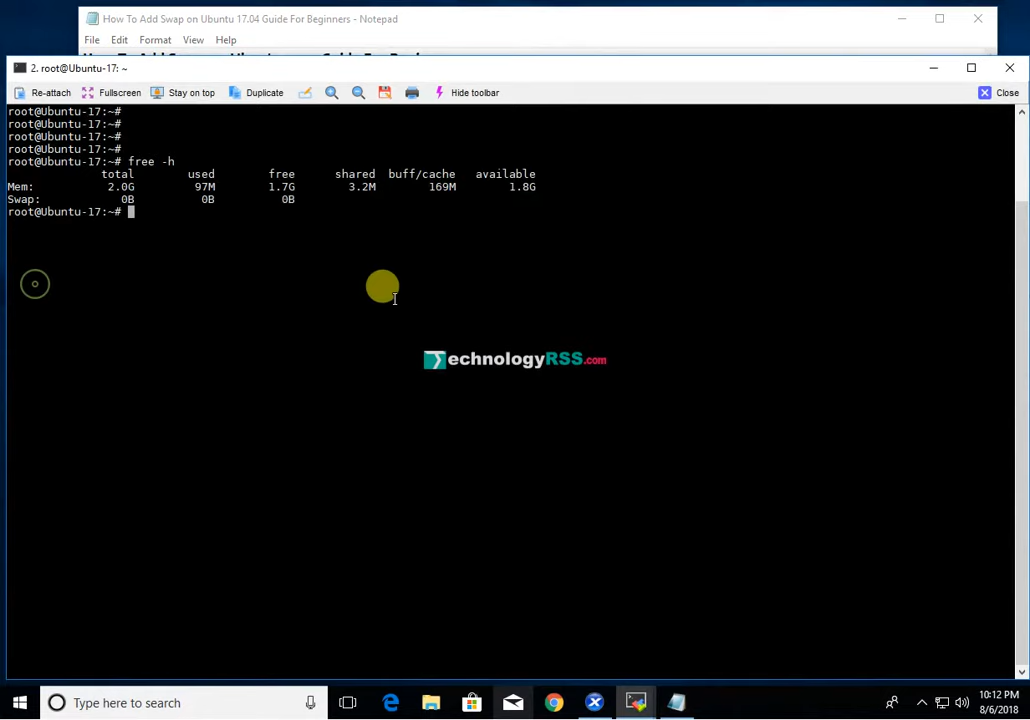 How To Add Swap on Ubuntu 17.04 Guide For Beginners - Notepad
File Edit Format View Help
2. root@Ubuntu-17: ~
Re-attach Fullscreen Stay on top Duplicate Hide toolbar Close
root@Ubuntu-17:~#
root@Ubuntu-17:~#
root@Ubuntu-17:~#
root@Ubuntu-17:~#
root@Ubuntu-17:~# free -h
total used free shared buff/cache available
Mem: 2.0G 97M 1.7G 3.2M 169M 1.8G
Swap: 0B 0B 0B
root@Ubuntu-17:~#
TechnologyRSS.com
Type here to search
10:12 PM
8/6/2018